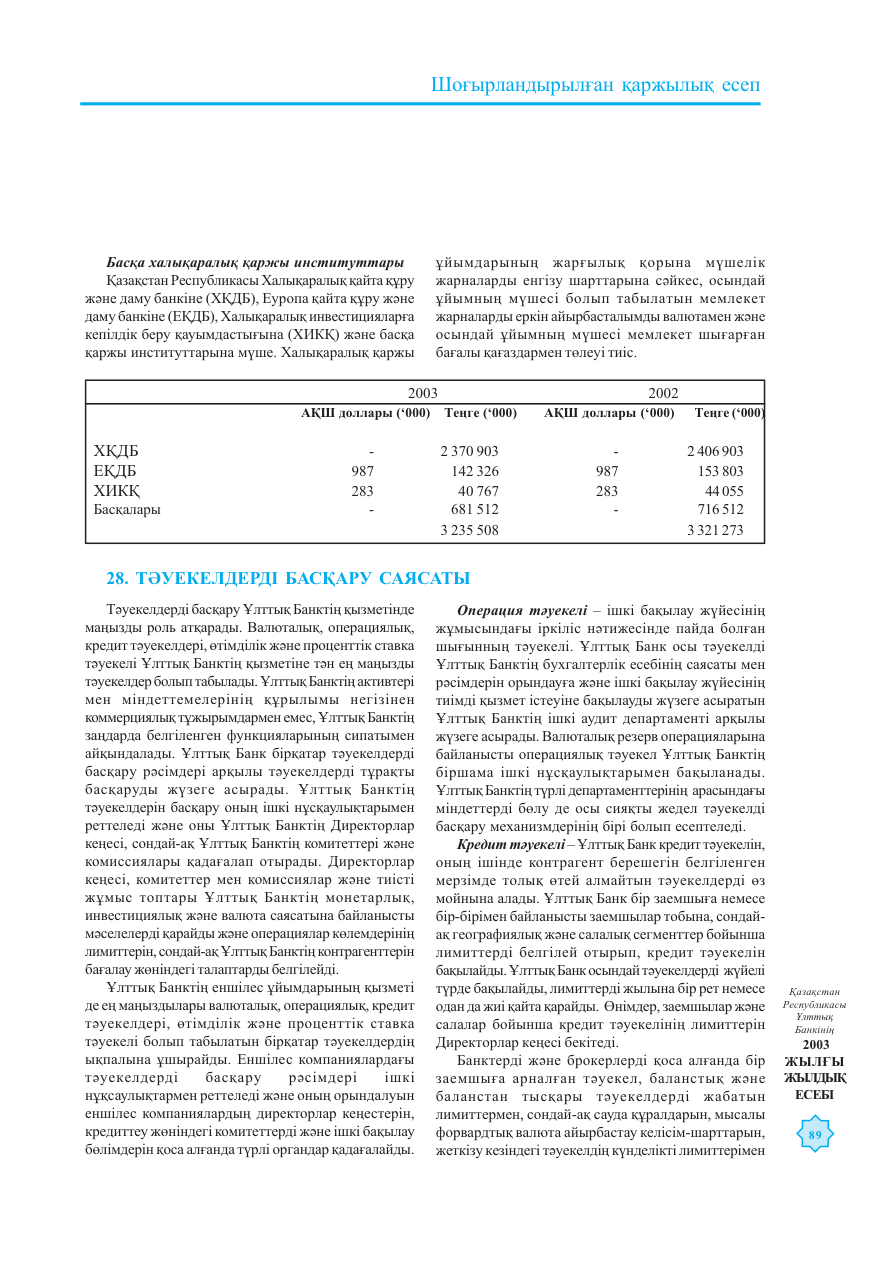 Шоғырландырылған қаржылық есеп
Басқа халықаралық қаржы институттары
Қазақстан Республикасы Халықаралық қайта құру
және даму банкіне (ХҚДБ), Еуропа қайта құру және
даму банкіне (ЕҚДБ), Халықаралық инвестицияларға
кепілдік беру қауымдастығына (ХИКҚ) және басқа
қаржы институттарына мүше. Халықаралық қаржы
ұйымдарының жарғылық қорына мүшелік
жарналарды енгізу шарттарына сәйкес, осындай
ұйымның мүшесі болып табылатын мемлекет
жарналарды еркін айырбасталымды валютамен және
осындай ұйымның мүшесі мемлекет шығарған
бағалы қағаздармен төлеуі тиіс.
2003 2002
АҚШ доллары (‘000) Теңге (‘000) АҚШ доллары (‘000) Теңге (‘000)
ХҚДБ - 2 370 903 - 2 406 903
ЕҚДБ 987 142 326 987 153 803
ХИКҚ 283 40 767 283 44 055
Басқалары - 681 512 - 716 512
3 235 508 3 321 273
28. ТӘУЕКЕЛДЕРДІ БАСҚАРУ САЯСАТЫ
Тәуекелдерді басқару Ұлттық Банктің қызметінде
маңызды роль атқарады. Валюталық, операциялық,
кредит тәуекелдері, өтімділік және проценттік ставка
тәуекелі Ұлттық Банктің қызметіне тән ең маңызды
тәуекелдер болып табылады. Ұлттық Банктің активтері
мен міндеттемелерінің құрылымы негізінен
коммерциялық тұжырымдармен емес, Ұлттық Банктің
заңдарда белгіленген функцияларының сипатымен
айқындалады. Ұлттық Банк бірқатар тәуекелдерді
басқару рәсімдері арқылы тәуекелдерді тұрақты
басқаруды жүзеге асырады. Ұлттық Банктің
тәуекелдерін басқару оның ішкі нұсқаулықтарымен
реттеледі және оны Ұлттық Банктің Директорлар
кеңесі, сондай-ақ Ұлттық Банктің комитеттері және
комиссиялары қадағалап отырады. Директорлар
кеңесі, комитеттер мен комиссиялар және тиісті
жұмыс топтары Ұлттық Банктің монетарлық,
инвестициялық және валюта саясатына байланысты
мәселелерді қарайды және операциялар көлемдерінің
лимиттерін, сондай-ақ Ұлттық Банктің контрагенттерін
бағалау жөніндегі талаптарды белгілейді.
Ұлттық Банктің еншілес ұйымдарының қызметі
де ең маңыздылары валюталық, операциялық, кредит
тәуекелдері, өтімділік және проценттік ставка
тәуекелі болып табылатын бірқатар тәуекелдердің
ықпалына ұшырайды. Еншілес компаниялардағы
тәуекелдерді басқару рәсімдері ішкі
нұқсаулықтармен реттеледі және оның орындалуын
еншілес компаниялардың директорлар кеңестерін,
кредиттеу жөніндегі комитеттерді және ішкі бақылау
бөлімдерін қоса алғанда түрлі органдар қадағалайды.
Операция тәуекелі – ішкі бақылау жүйесінің
жұмысындағы іркіліс нәтижесінде пайда болған
шығынның тәуекелі. Ұлттық Банк осы тәуекелді
Ұлттық Банктің бухгалтерлік есебінің саясаты мен
рәсімдерін орындауға және ішкі бақылау жүйесінің
тиімді қызмет істеуіне бақылауды жүзеге асыратын
Ұлттық Банктің ішкі аудит департаменті арқылы
жүзеге асырады. Валюталық резерв операцияларына
байланысты операциялық тәуекел Ұлттық Банктің
біршама ішкі нұсқаулықтарымен бақыланады.
Ұлттық Банктің түрлі департаменттерінің арасындағы
міндеттерді бөлу де осы сияқты жедел тәуекелді
басқару механизмдерінің бірі болып есептеледі.
Кредит тәуекелі – Ұлттық Банк кредит тәуекелін,
оның ішінде контрагент берешегін белгіленген
мерзімде толық өтей алмайтын тәуекелдерді өз
мойнына алады. Ұлттық Банк бір заемшыға немесе
бір-бірімен байланысты заемшылар тобына, сондай-
ақ географиялық және салалық сегменттер бойынша
лимиттерді белгілей отырып, кредит тәуекелін
бақылайды. Ұлттық Банк осындай тәуекелдерді жүйелі
түрде бақылайды, лимиттерді жылына бір рет немесе
одан да жиі қайта қарайды. Өнімдер, заемшылар және
салалар бойынша кредит тәуекелінің лимиттерін
Директорлар кеңесі бекітеді.
Банктерді және брокерлерді қоса алғанда бір
заемшыға арналған тәуекел, баланстық және
баланстан тысқары тәуекелдерді жабатын
лимиттермен, сондай-ақ сауда құралдарын, мысалы
форвардтық валюта айырбастау келісім-шарттарын,
жеткізу кезіндегі тәуекелдің күнделікті лимиттерімен
Қазақстан
Республикасы
Ұлттық
Банкінің
2003
ЖЫЛҒЫ
ЖЫЛДЫҚ
ЕСЕБІ
89